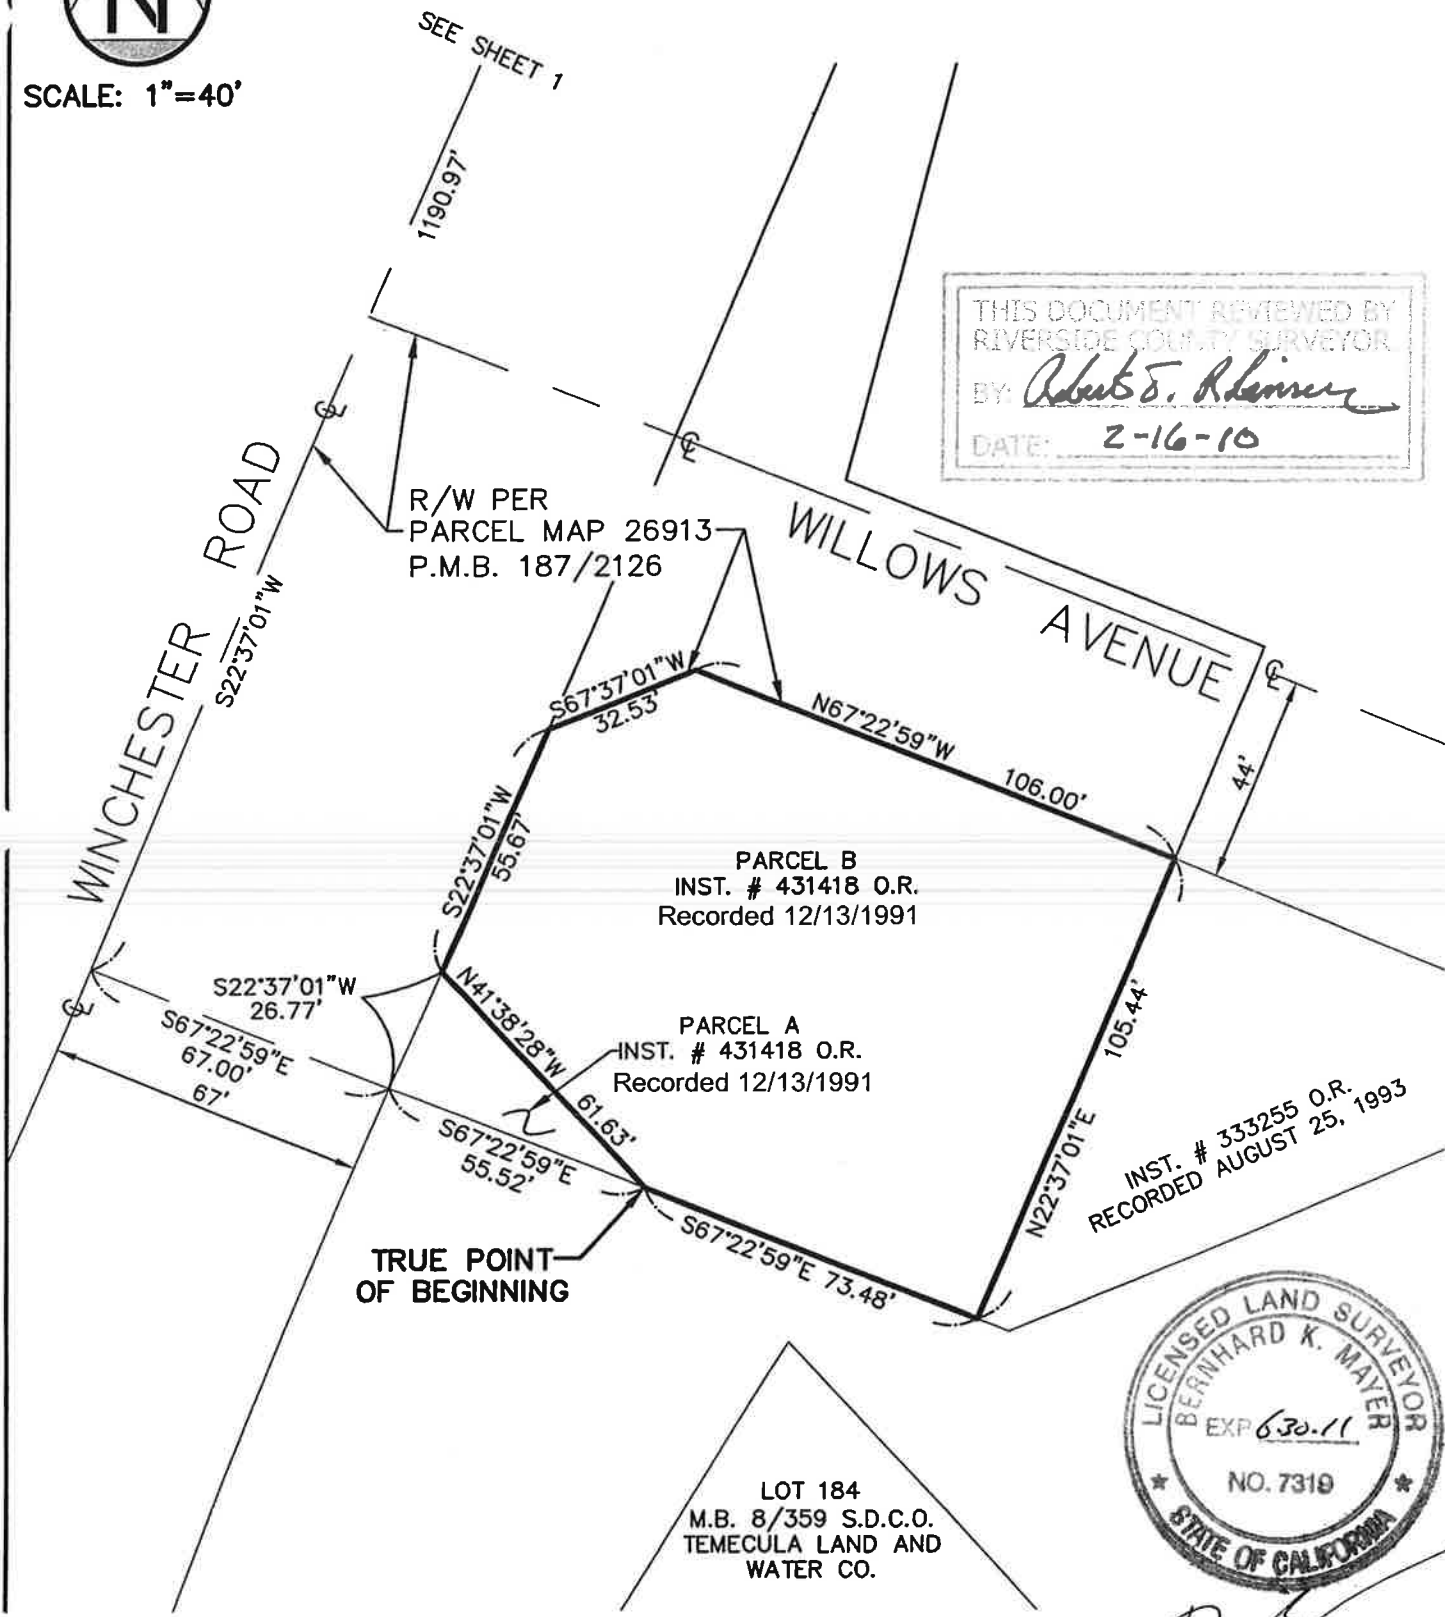 N
SCALE: 1"=40'
SEE SHEET 1
1190.97'
THIS DOCUMENT REVIEWED BY
RIVERSIDE COUNTY SURVEYOR
BY:
DATE: 2-16-10
R/W PER
PARCEL MAP 26913
P.M.B. 187/2126
WINCHESTER ROAD
S22°37'01"W
WILLOWS AVENUE
44'
S67°37'01"W
32.53'
N67°22'59"W 106.00'
S22°37'01"W
55.67'
PARCEL B
INST. # 431418 O.R.
Recorded 12/13/1991
S22°37'01"W
26.77'
S67°22'59"E
67.00'
67'
N41°38'28"W 61.63'
PARCEL A
INST. # 431418 O.R.
Recorded 12/13/1991
105.44'
N22°37'01"E
S67°22'59"E
55.52'
INST. # 333255 O.R.
RECORDED AUGUST 25, 1993
S67°22'59"E 73.48'
TRUE POINT
OF BEGINNING
LOT 184
M.B. 8/359 S.D.C.O.
TEMECULA LAND AND
WATER CO.
LICENSED LAND SURVEYOR
BERNHARD K. MAYER
EXP 6.30.11
NO. 7319
STATE OF CALIFORNIA